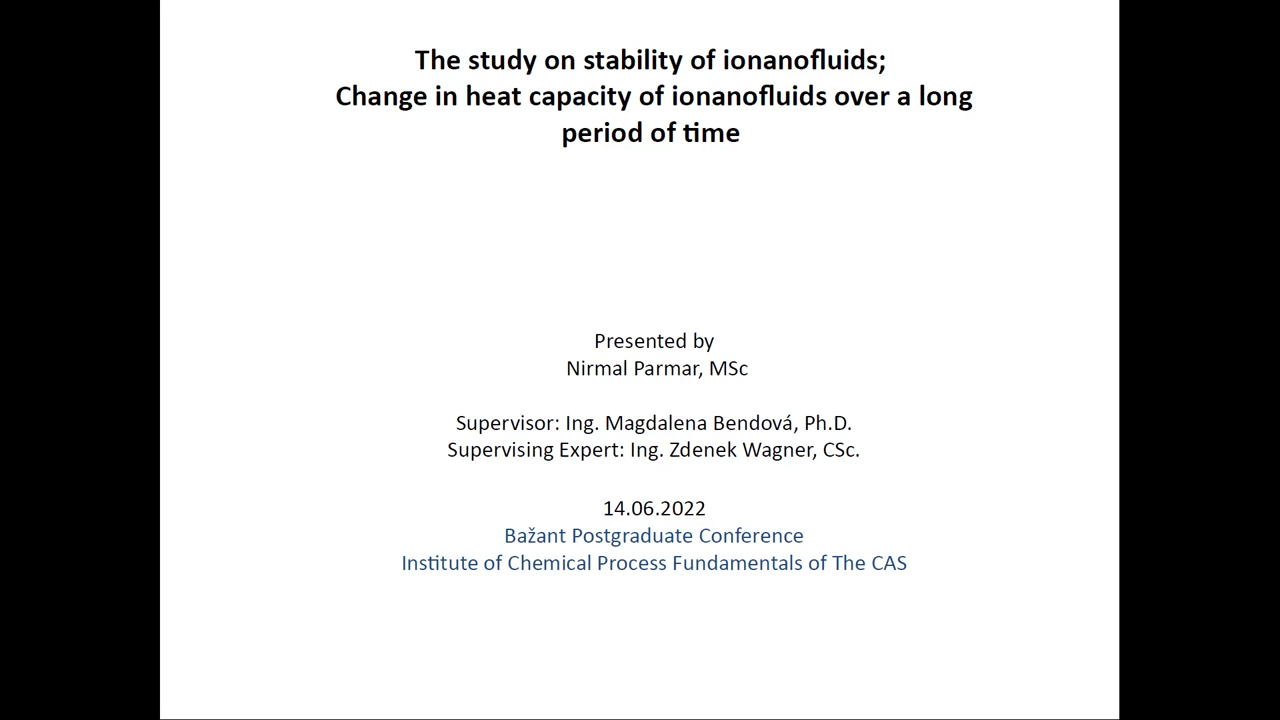 The study on stability of ionanofluids;
Change in heat capacity of ionanofluids over a long
period of time
Presented by
Nirmal Parmar, MSc
Supervisor: Ing. Magdalena Bendová, Ph.D.
Supervising Expert: Ing. Zdenek Wagner, CSc.
14.06.2022
Bažant Postgraduate Conference
Institute of Chemical Process Fundamentals of The CAS